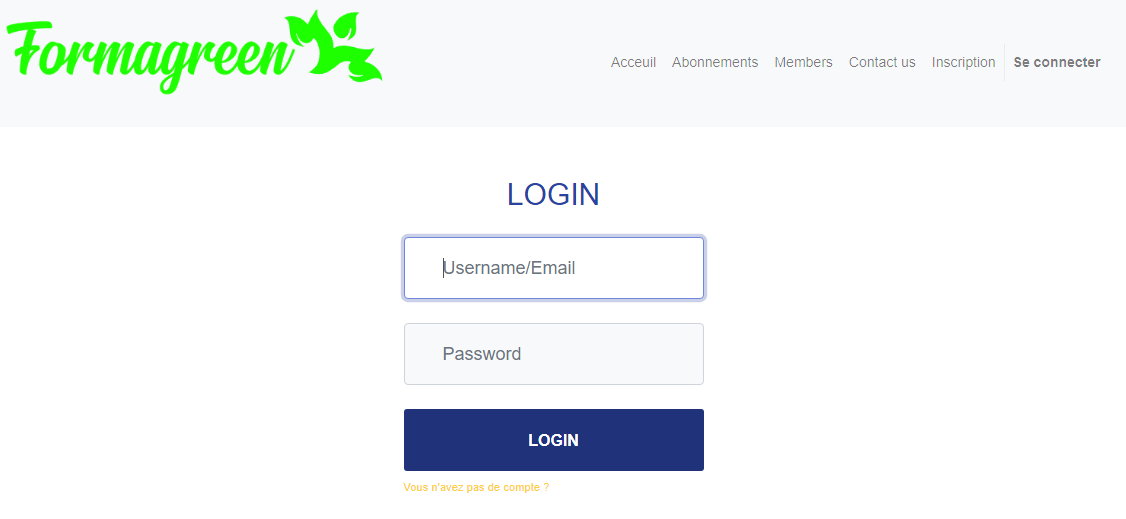 Formagreen
Acceuil Abonnements Members Contact us Inscription Se connecter
LOGIN
Username/Email
Password
LOGIN
Vous n'avez pas de compte ?